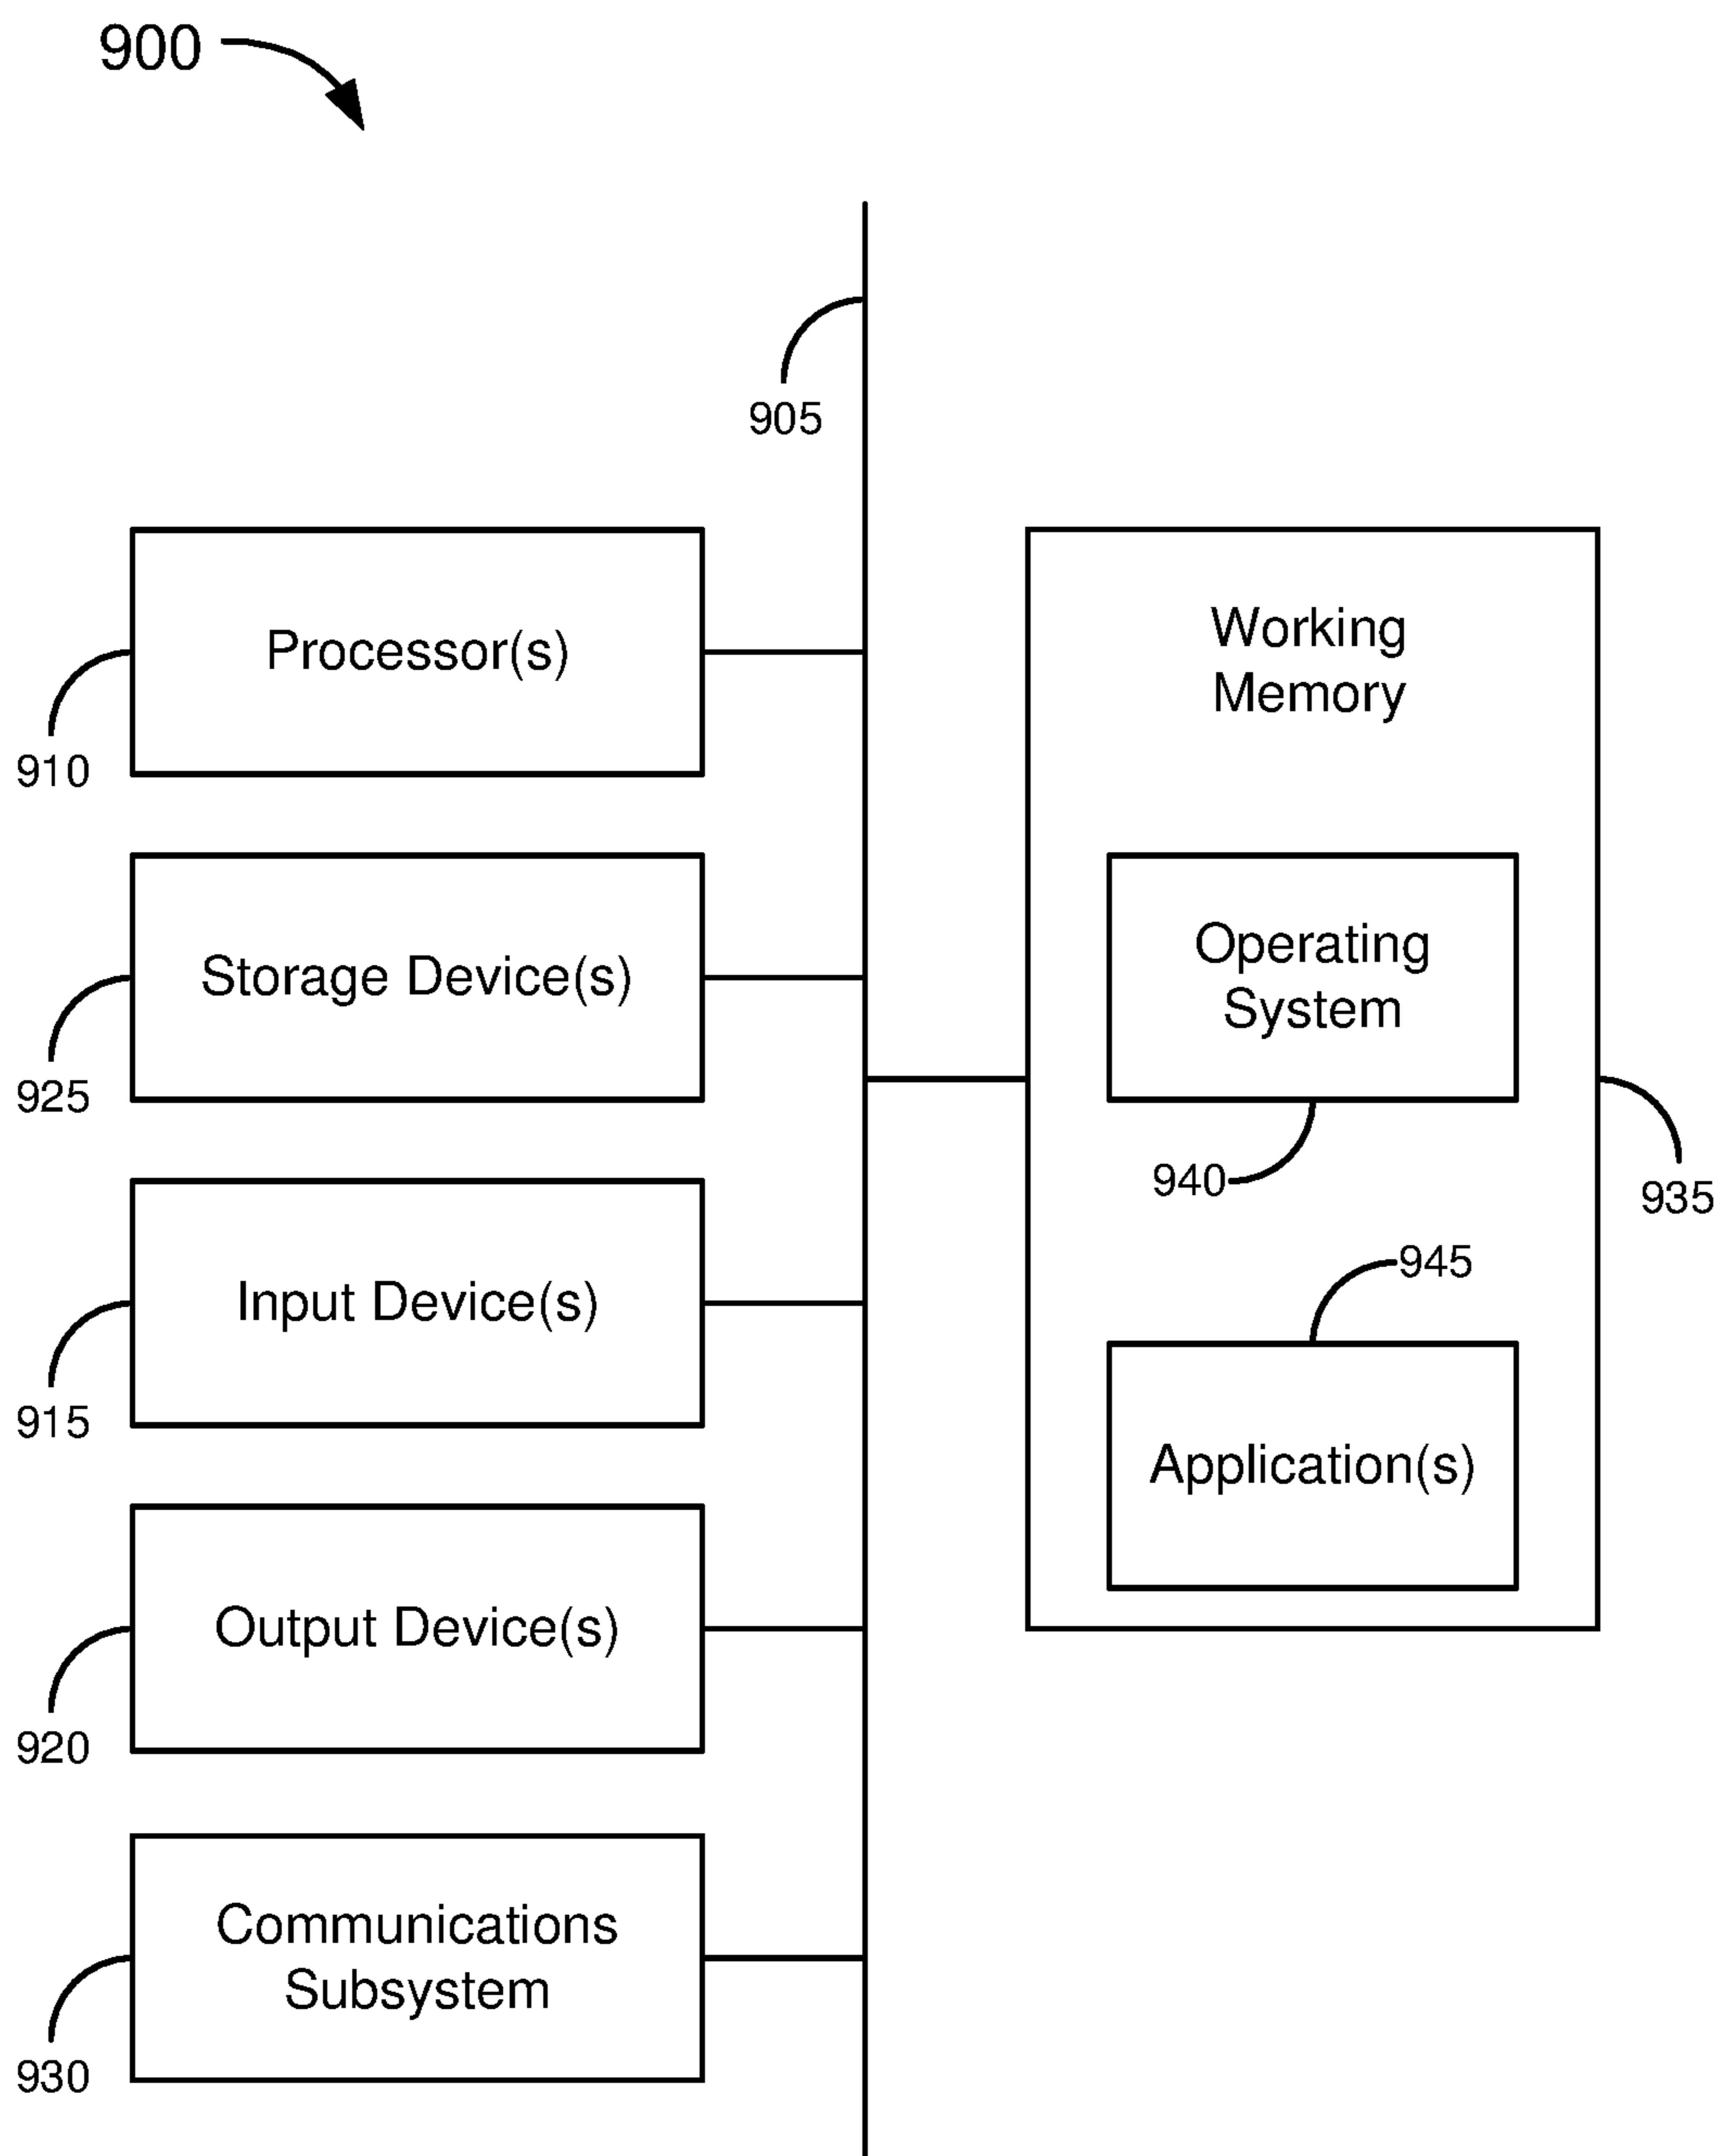 900
905
Processor(s)
910
Storage Device(s)
925
Input Device(s)
915
Output Device(s)
920
Communications
Subsystem
930
Working
Memory
Operating
System
940
935
945
Application(s)